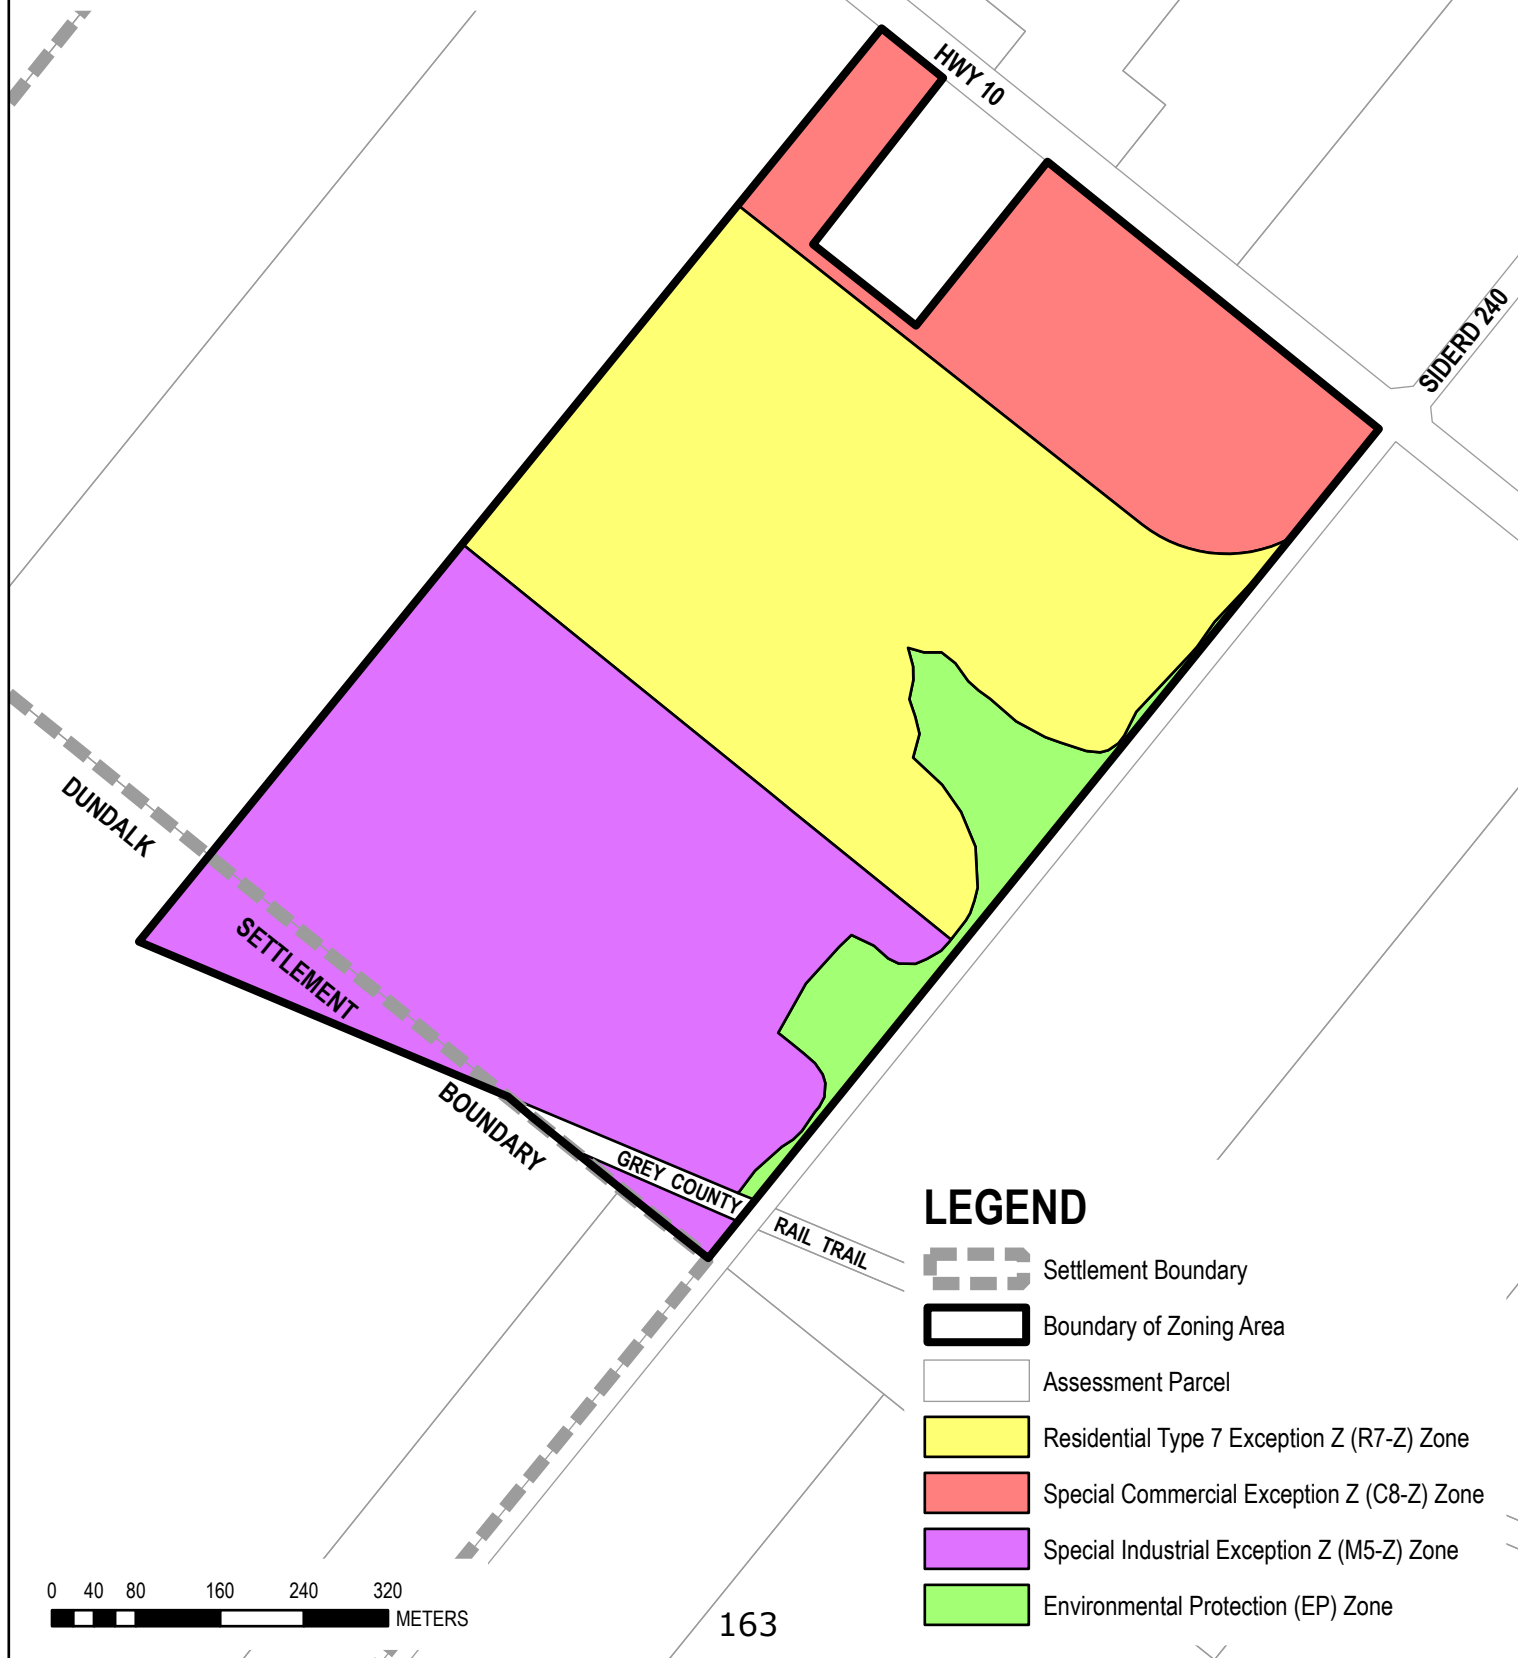 HWY 10
SIDERD 240
DUNDALK
SETTLEMENT
BOUNDARY
GREY COUNTY
RAIL TRAIL
LEGEND
Settlement Boundary
Boundary of Zoning Area
Assessment Parcel
Residential Type 7 Exception Z (R7-Z) Zone
Special Commercial Exception Z (C8-Z) Zone
Special Industrial Exception Z (M5-Z) Zone
Environmental Protection (EP) Zone
0 40 80 160 240 320
METERS
163